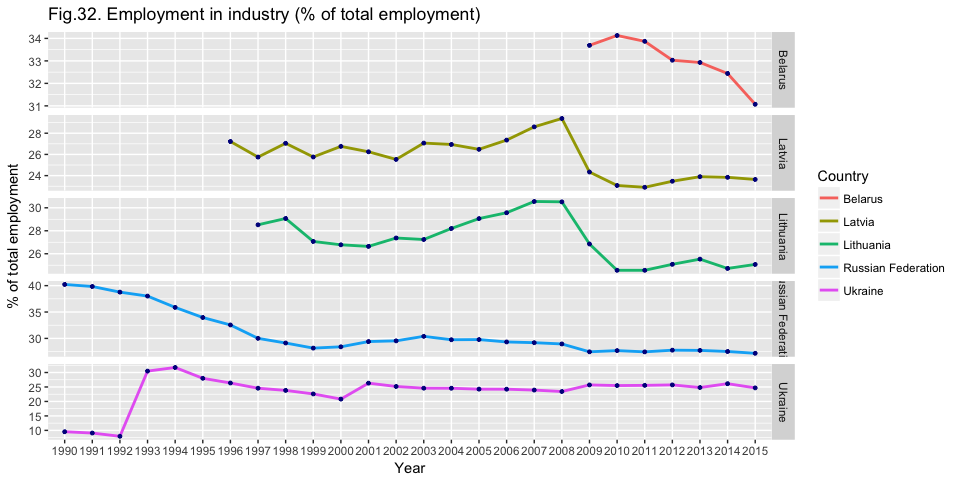 Fig.32. Employment in industry (% of total employment)
% of total employment
34
33
32
31
Belarus
28
26
24
Latvia
30
28
26
Lithuania
40
35
30
ssian Federati
30
25
20
15
10
Ukraine
1990 1991 1992 1993 1994 1995 1996 1997 1998 1999 2000 2001 2002 2003 2004 2005 2006 2007 2008 2009 2010 2011 2012 2013 2014 2015
Year
Country
Belarus
Latvia
Lithuania
Russian Federation
Ukraine